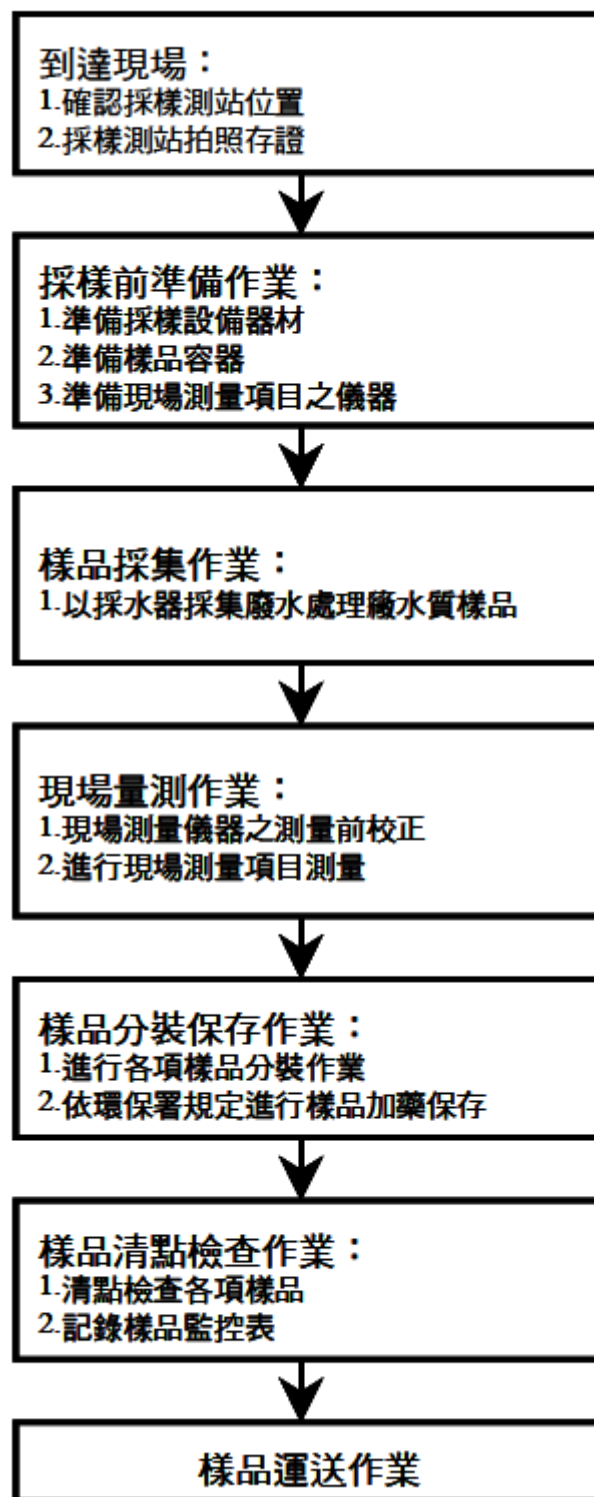 到達現場：
1.確認採樣測站位置
2.採樣測站拍照存證
採樣前準備作業：
1.準備採樣設備器材
2.準備樣品容器
3.準備現場測量項目之儀器
樣品採集作業：
1.以採水器採集廢水處理廠水質樣品
現場量測作業：
1.現場測量儀器之測量前校正
2.進行現場測量項目測量
樣品分裝保存作業：
1.進行各項樣品分裝作業
2.依環保署規定進行樣品加藥保存
樣品清點檢查作業：
1.清點檢查各項樣品
2.記錄樣品監控表
樣品運送作業